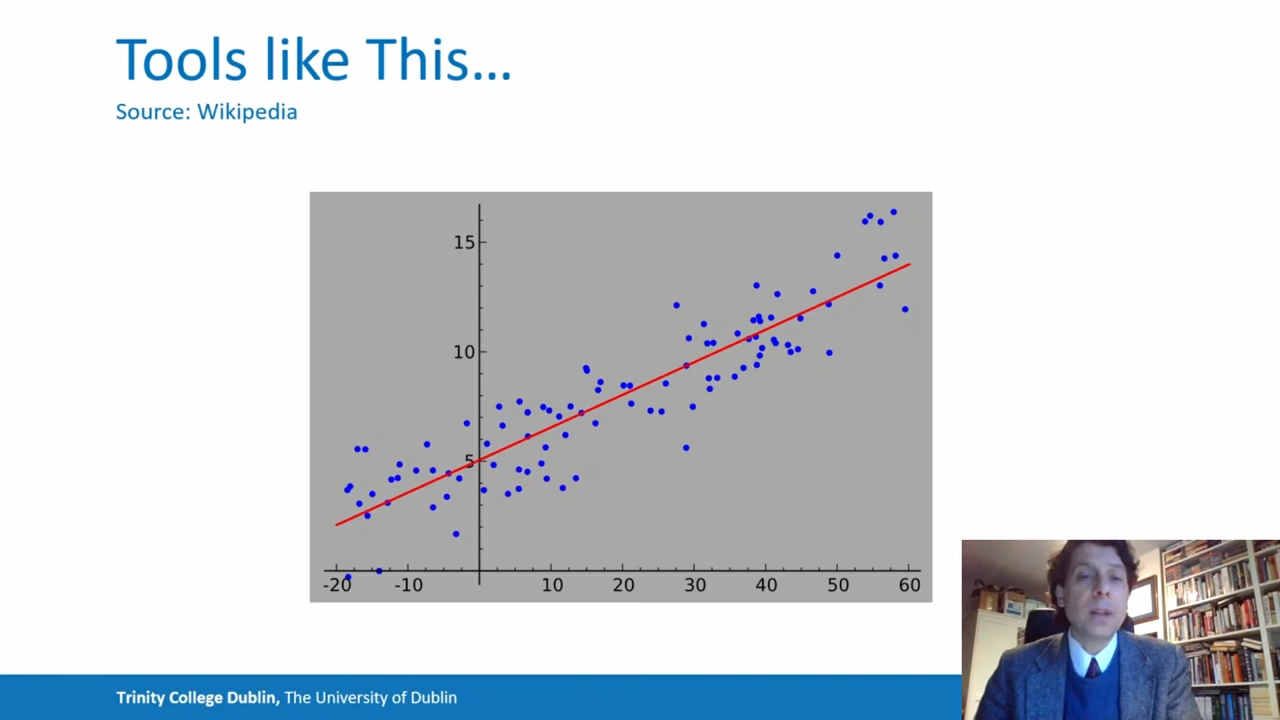 Tools like This...
Source: Wikipedia
15
10
5
-20 -10 10 20 30 40 50 60
Trinity College Dublin, The University of Dublin